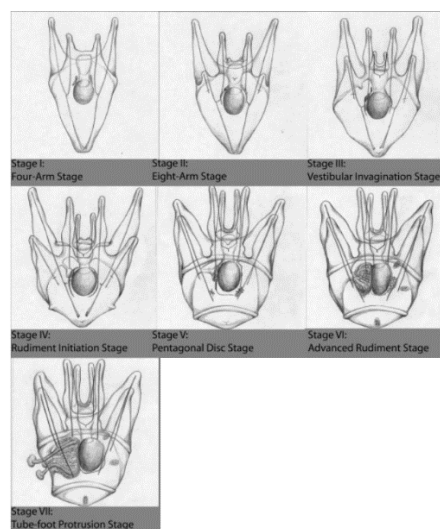 Stage I:
Four-Arm Stage
Stage II:
Eight-Arm Stage
Stage III:
Vestibular Invagination Stage
Stage IV:
Rudiment Initiation Stage
Stage V:
Pentagonal Disc Stage
Stage VI:
Advanced Rudiment Stage
Stage VII:
Tube-foot Protrusion Stage